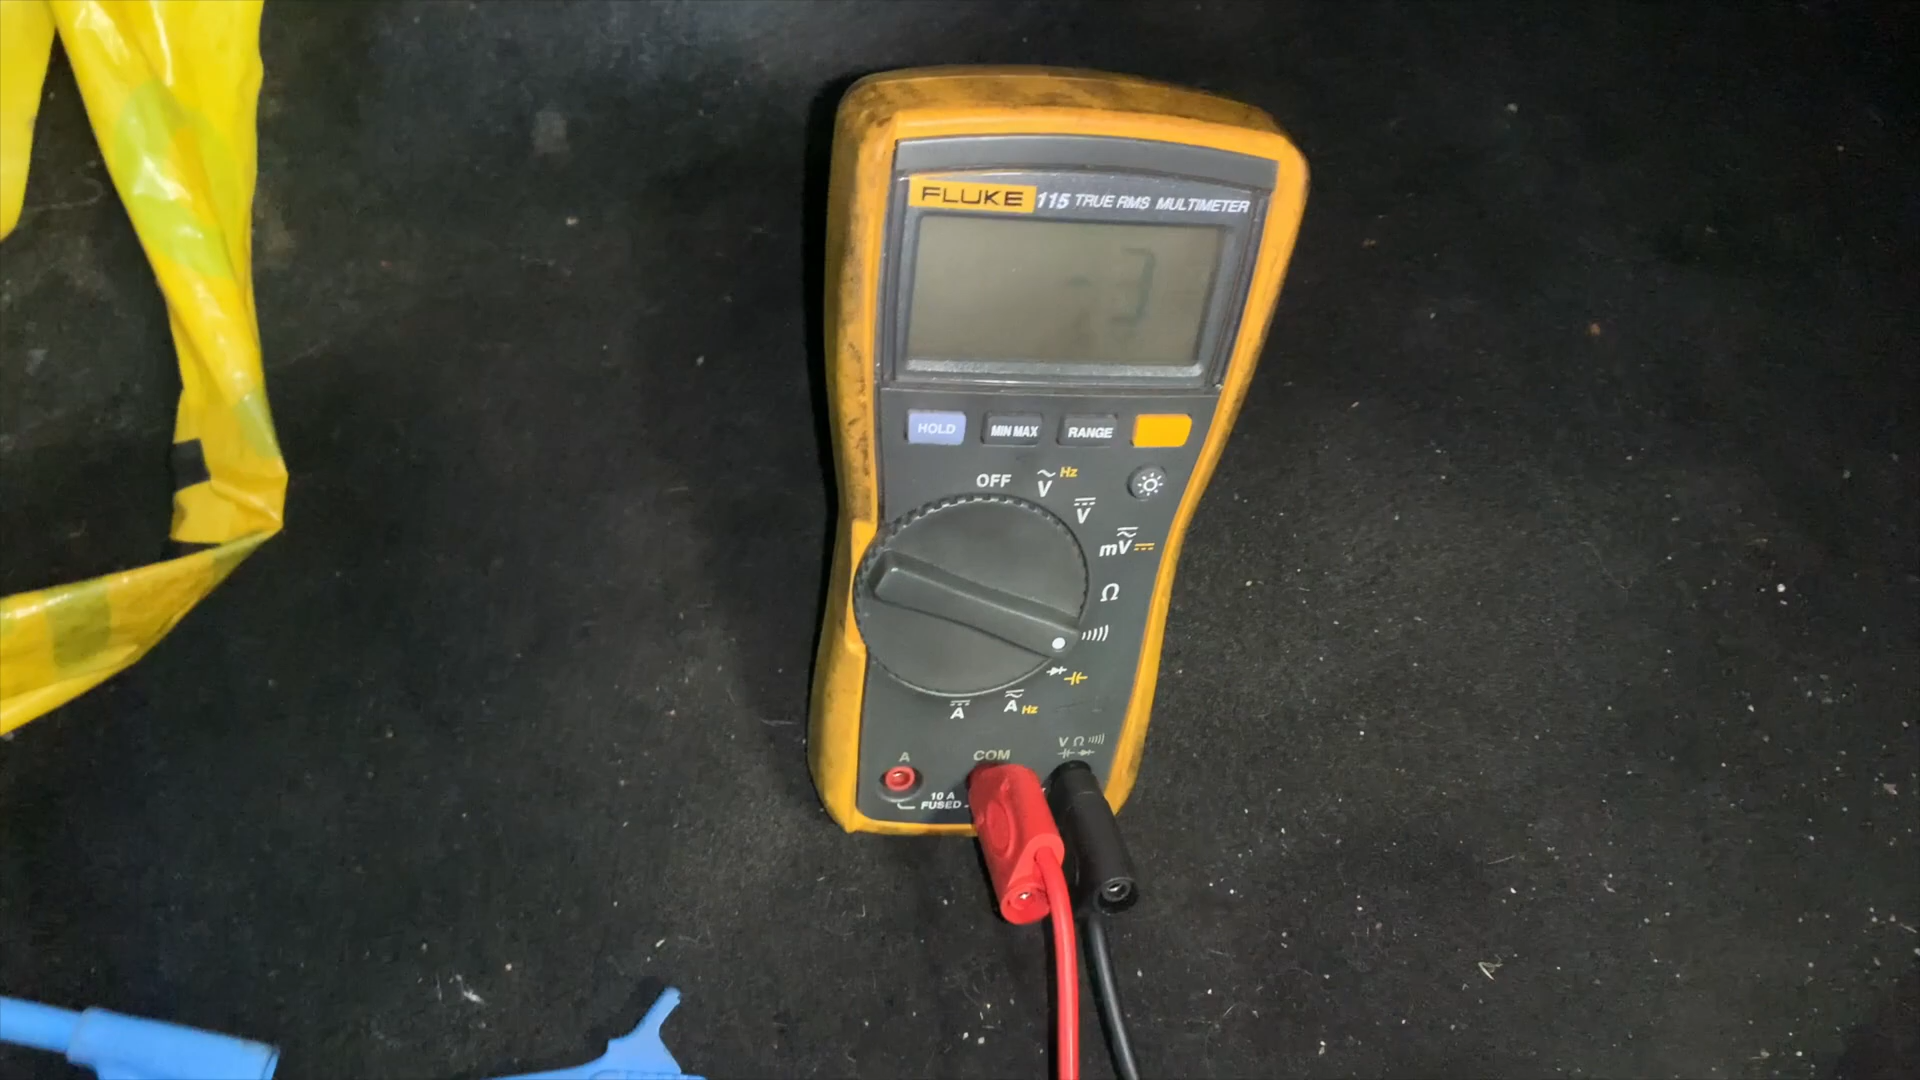 FLUKE 115 TRUE RMS MULTIMETER
HOLD MIN MAX RANGE
OFF
V Hz
V
mV
Ω
A Hz
A
A COM V Ω
10 A
FUSED